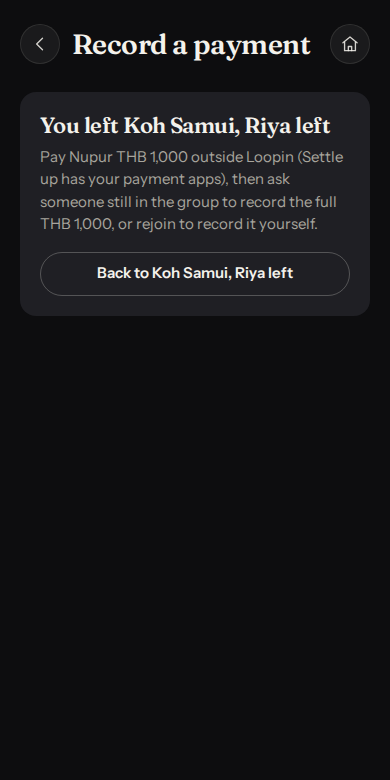 Record a payment
You left Koh Samui, Riya left
Pay Nupur THB 1,000 outside Loopin (Settle
up has your payment apps), then ask
someone still in the group to record the full
THB 1,000, or rejoin to record it yourself.
Back to Koh Samui, Riya left